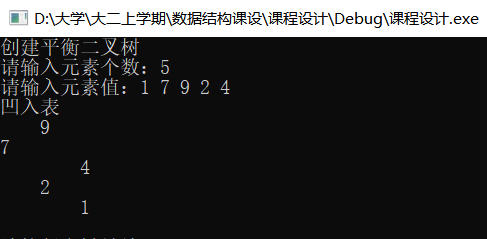 D:\大学\大二上学期\数据结构课设\课程设计\Debug\课程设计.exe
创建平衡二叉树
请输入元素个数：5
请输入元素值：1 7 9 2 4
凹入表
9
7
4
2
1